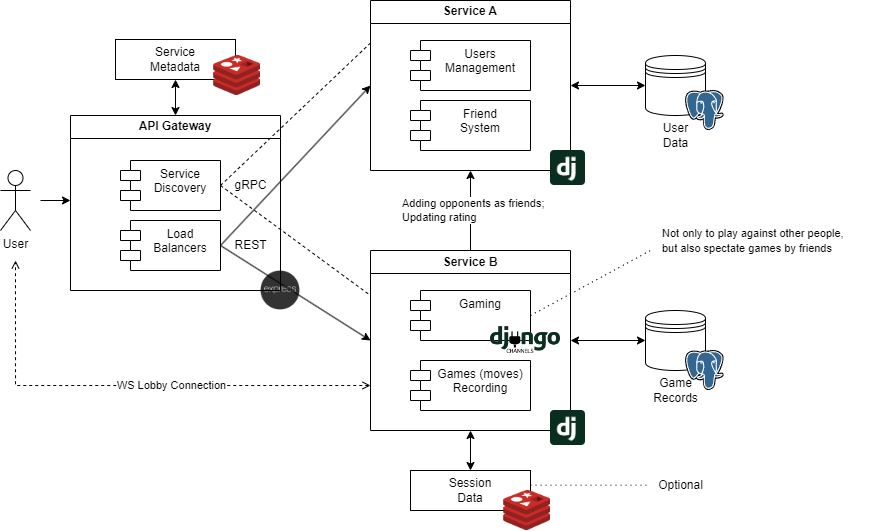 Service A
Users
Management
Friend
System
dj
User
Data
Service
Metadata
API Gateway
Service
Discovery
gRPC
Load
Balancers
REST
express
User
Adding opponents as friends;
Updating rating
Not only to play against other people,
but also spectate games by friends
Service B
Gaming
django
CHANNELS
Games (moves)
Recording
dj
Game
Records
WS Lobby Connection
Session
Data
Optional